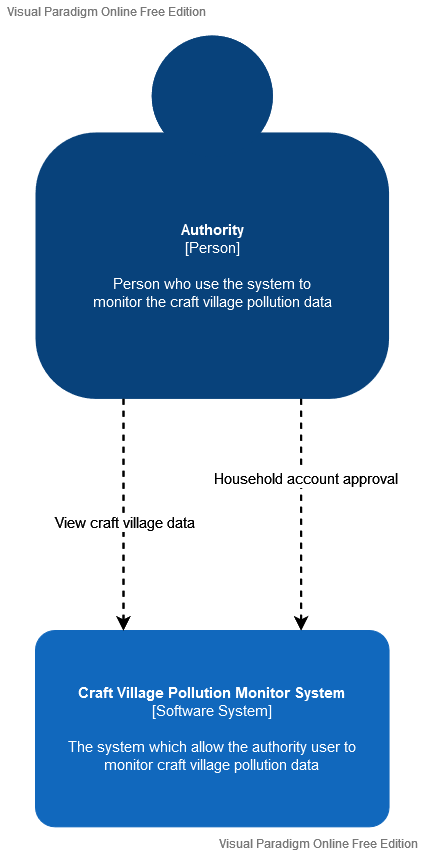 Visual Paradigm Online Free Edition
Authority
[Person]
Person who use the system to
monitor the craft village pollution data
Household account approval
View craft village data
Craft Village Pollution Monitor System
[Software System]
The system which allow the authority user to
monitor craft village pollution data
Visual Paradigm Online Free Edition